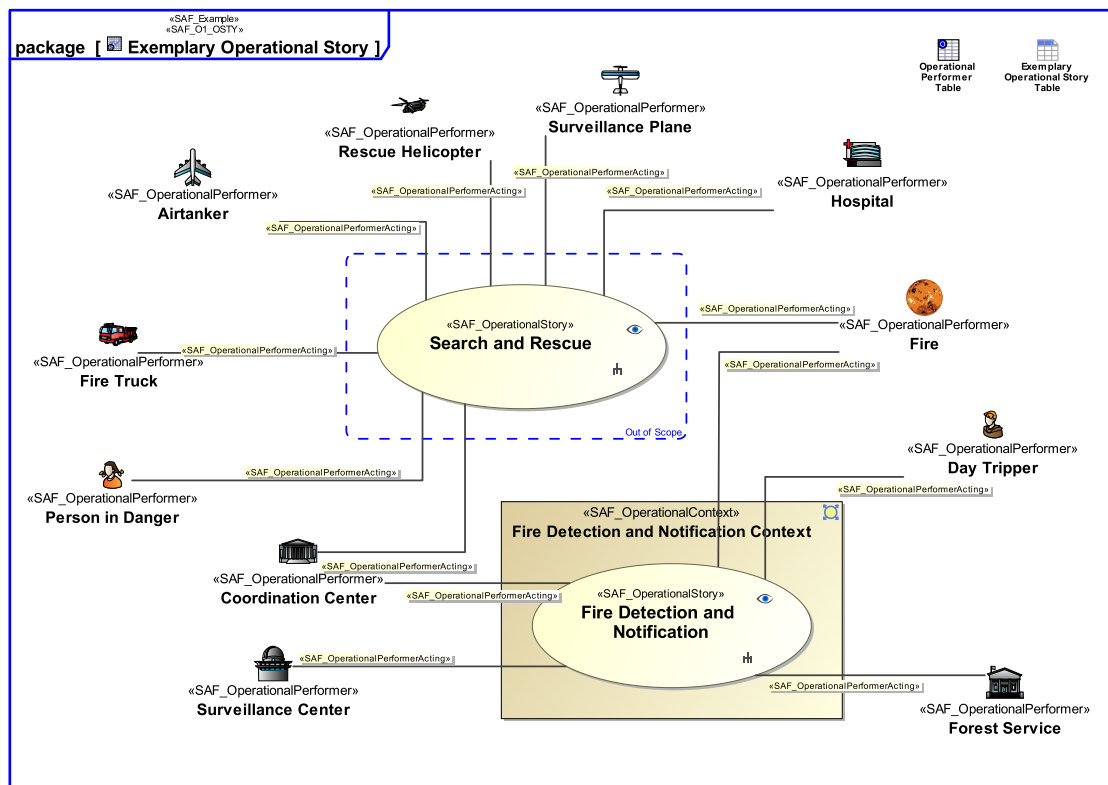 «SAF_Example»
«SAF_O1_OSTY»
package [ Exemplary Operational Story ]
Operational
Performer
Table
Exemplary
Operational Story
Table
«SAF_OperationalPerformer»
Surveillance Plane
«SAF_OperationalPerformer»
Rescue Helicopter
«SAF_OperationalPerformerActing»
«SAF_OperationalPerformerActing»
«SAF_OperationalPerformerActing»
«SAF_OperationalPerformer»
Hospital
«SAF_OperationalPerformer»
Airtanker
«SAF_OperationalPerformerActing»
«SAF_OperationalPerformerActing»
«SAF_OperationalPerformer»
Fire
«SAF_OperationalStory»
Search and Rescue
«SAF_OperationalPerformerActing»
«SAF_OperationalPerformer»
Fire Truck
«SAF_OperationalPerformerActing»
Out of Scope
«SAF_OperationalPerformer»
Day Tripper
«SAF_OperationalPerformerActing»
«SAF_OperationalPerformerActing»
«SAF_OperationalPerformer»
Person in Danger
«SAF_OperationalContext»
Fire Detection and Notification Context
«SAF_OperationalPerformerActing»
«SAF_OperationalPerformer»
Coordination Center
«SAF_OperationalPerformerActing»
«SAF_OperationalStory»
Fire Detection and
Notification
«SAF_OperationalPerformerActing»
«SAF_OperationalPerformer»
Surveillance Center
«SAF_OperationalPerformerActing»
«SAF_OperationalPerformer»
Forest Service